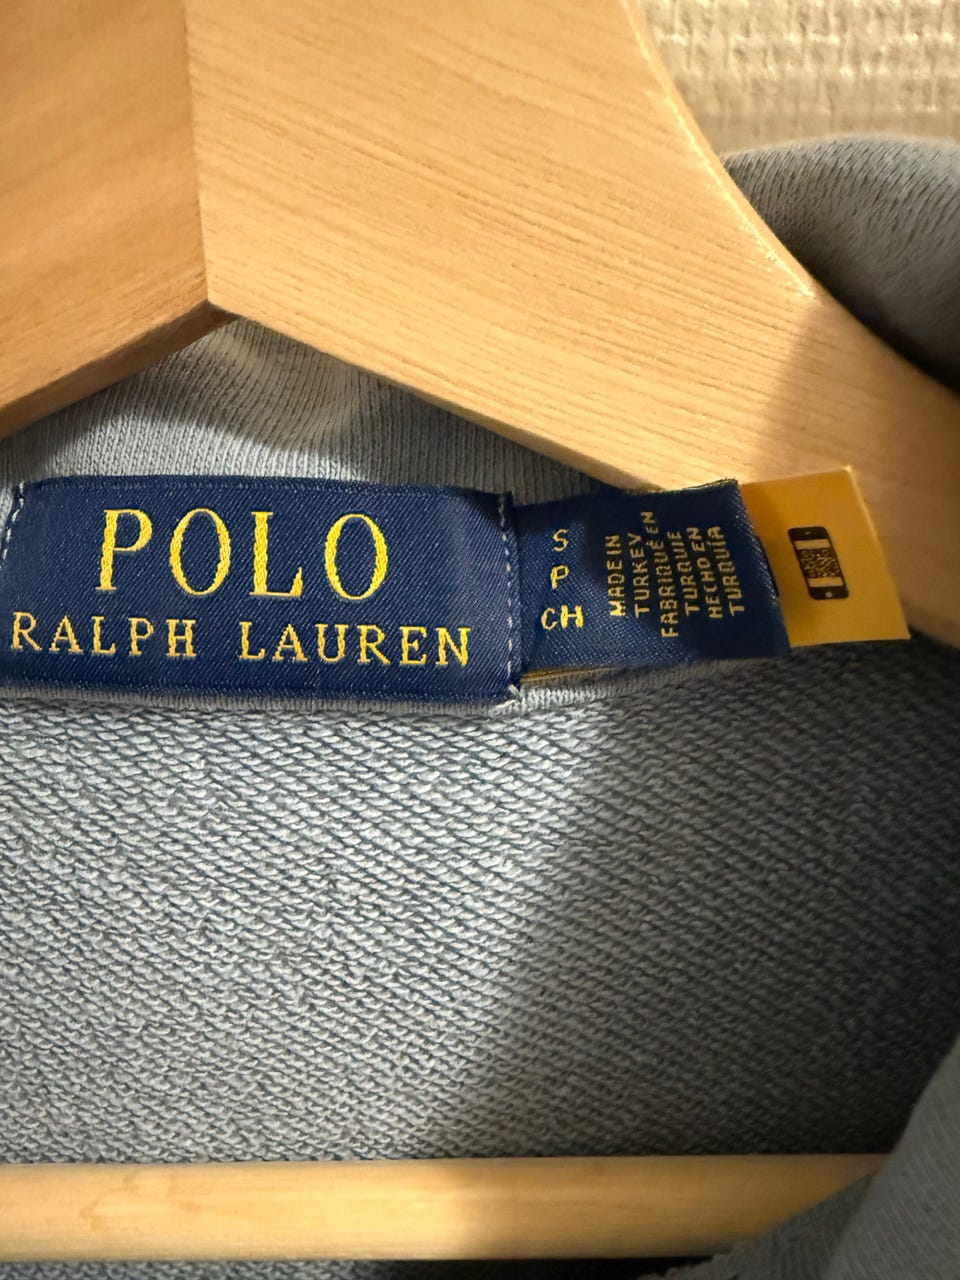 POLO
RALPH LAUREN
S
P
CH
MADE IN
TURKEY
FABRIQUÉ EN
TURQUIE
HECHO EN
TURQUÍA